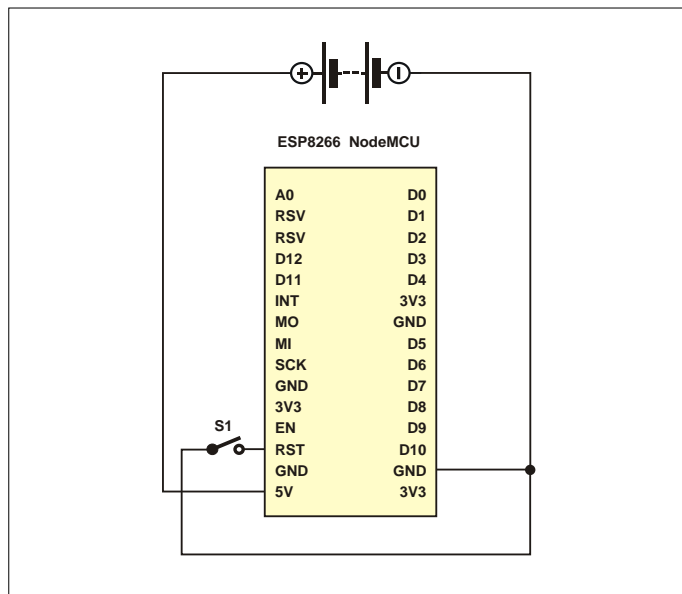 + −
ESP8266 NodeMCU
A0 D0
RSV D1
RSV D2
D12 D3
D11 D4
INT 3V3
MO GND
MI D5
SCK D6
GND D7
3V3 D8
EN D9
S1
RST D10
GND GND
5V 3V3